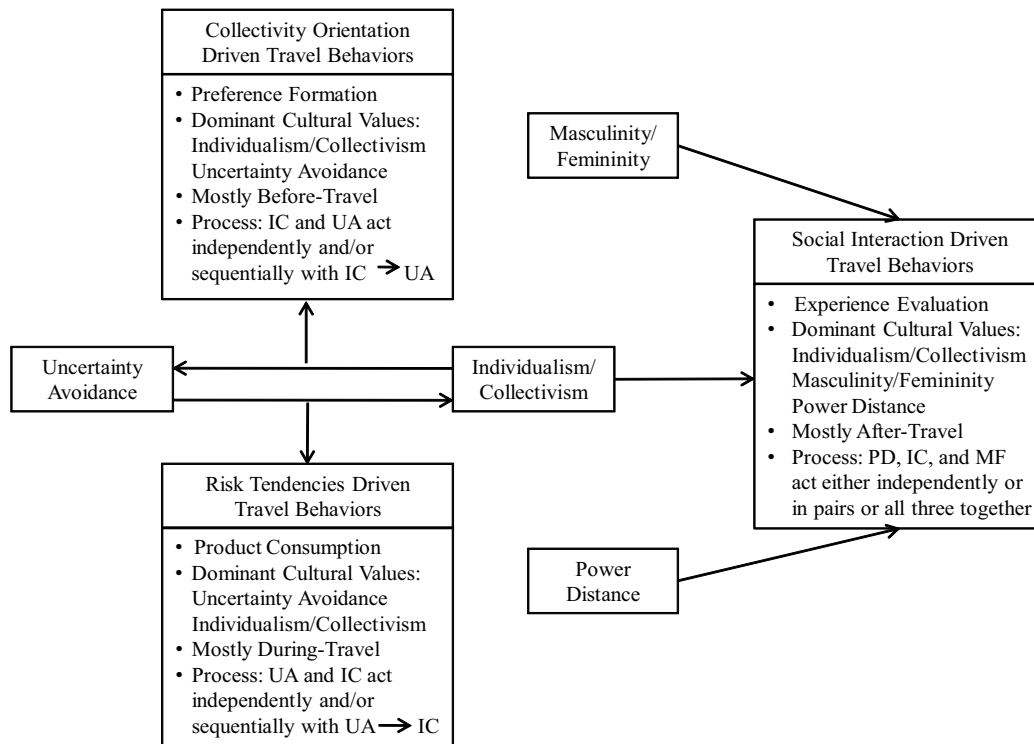 Collectivity Orientation
Driven Travel Behaviors
• Preference Formation
• Dominant Cultural Values:
Individualism/Collectivism
Uncertainty Avoidance
• Mostly Before-Travel
• Process: IC and UA act
independently and/or
sequentially with IC → UA
Masculinity/
Femininity
Social Interaction Driven
Travel Behaviors
• Experience Evaluation
• Dominant Cultural Values:
Individualism/Collectivism
Masculinity/Femininity
Power Distance
• Mostly After-Travel
• Process: PD, IC, and MF
act either independently or
in pairs or all three together
Uncertainty
Avoidance
Individualism/
Collectivism
Risk Tendencies Driven
Travel Behaviors
• Product Consumption
• Dominant Cultural Values:
Uncertainty Avoidance
Individualism/Collectivism
• Mostly During-Travel
• Process: UA and IC act
independently and/or
sequentially with UA → IC
Power
Distance